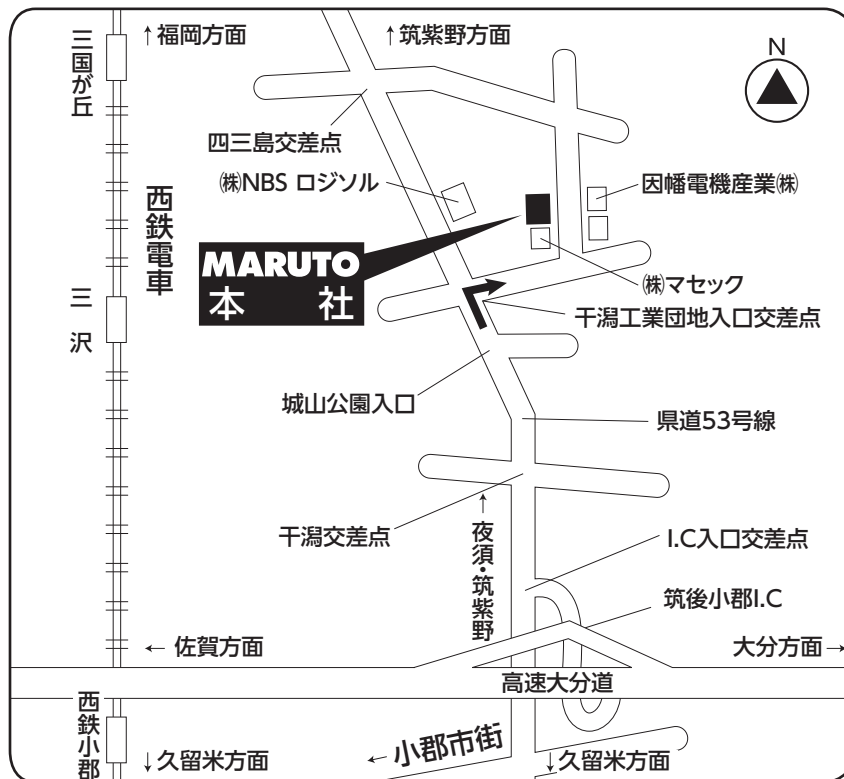 ↑福岡方面
↑筑紫野方面
N
三国が丘
四三島交差点
㈱NBS ロジソル
因幡電機産業㈱
西鉄電車
MARUTO
本社
㈱マセック
干潟工業団地入口交差点
三沢
城山公園入口
県道53号線
干潟交差点
↑夜須・筑紫野
I.C入口交差点
筑後小郡I.C
←佐賀方面
大分方面→
高速大分道
西鉄小郡
↓久留米方面
←小郡市街
↓久留米方面